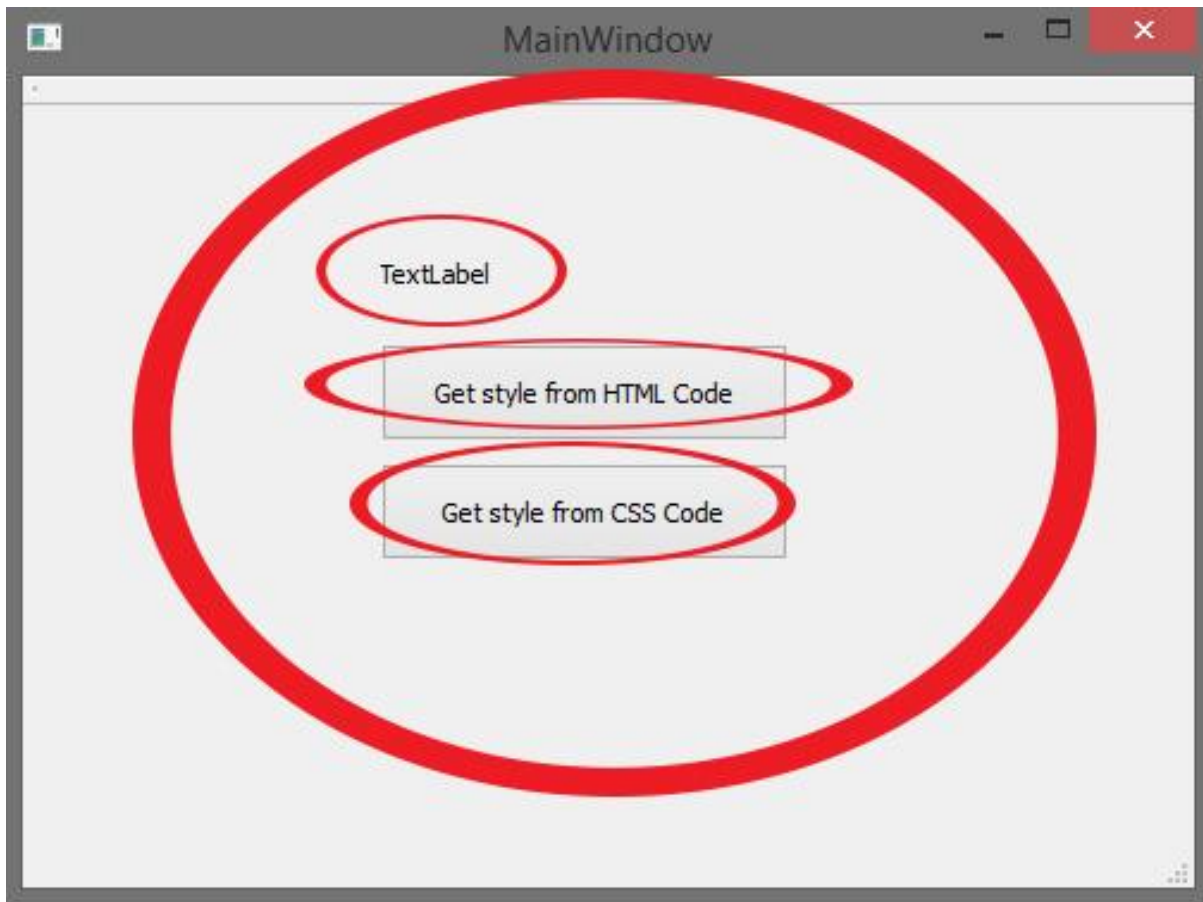 MainWindow
TextLabel
Get style from HTML Code
Get style from CSS Code